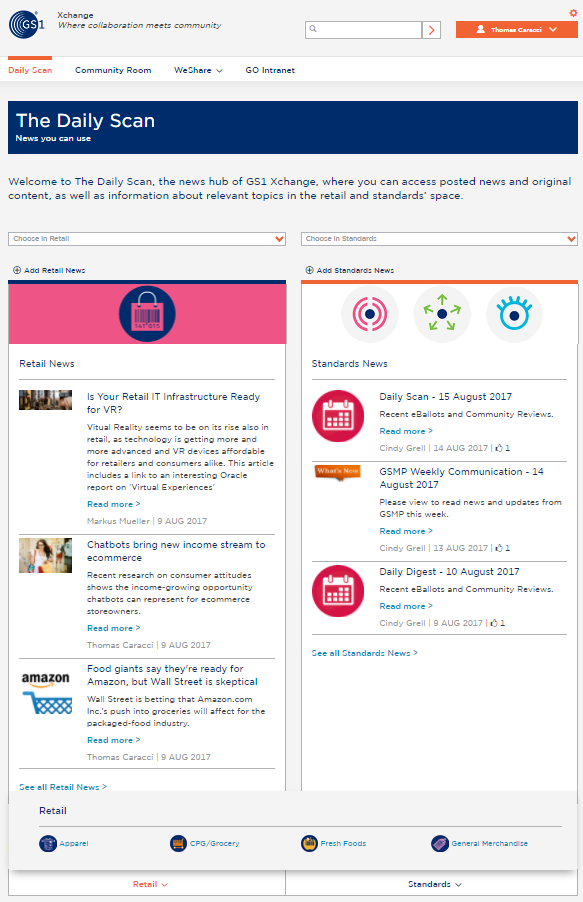 GS1
Xchange
Where collaboration meets community
Thomas Caracci
Daily Scan
Community Room
WeShare
GO Intranet
The Daily Scan
News you can use
Welcome to The Daily Scan, the news hub of GS1 Xchange, where you can access posted news and original
content, as well as information about relevant topics in the retail and standards' space.
Choose in Retail
Choose in Standards
Add Retail News
Add Standards News
Retail News
Is Your Retail IT Infrastructure Ready
for VR?
Vitual Reality seems to be on its rise also in
retail, as technology is getting more and
more advanced and VR devices affordable
for retailers and consumers alike. This article
includes a link to an interesting Oracle
report on 'Virtual Experiences'
Read more >
Markus Mueller | 9 AUG 2017
Chatbots bring new income stream to
ecommerce
Recent research on consumer attitudes
shows the income-growing opportunity
chatbots can represent for ecommerce
storeowners.
Read more >
Thomas Caracci | 9 AUG 2017
amazon
Food giants say they're ready for
Amazon, but Wall Street is skeptical
Wall Street is betting that Amazon.com
Inc.'s push into groceries will affect for the
packaged-food industry.
Read more >
Thomas Caracci | 9 AUG 2017
See all Retail News >
Standards News
Daily Scan - 15 August 2017
Recent eBallots and Community Reviews.
Read more >
Cindy Grell | 14 AUG 2017 | 1
What's New
GSMP Weekly Communication - 14
August 2017
Please view to read news and updates from
GSMP this week.
Read more >
Cindy Grell | 13 AUG 2017 | 1
Daily Digest - 10 August 2017
Recent eBallots and Community Reviews.
Read more >
Cindy Grell | 9 AUG 2017 | 1
See all Standards News >
Retail
Apparel
CPG/Grocery
Fresh Foods
General Merchandise
Retail
Standards